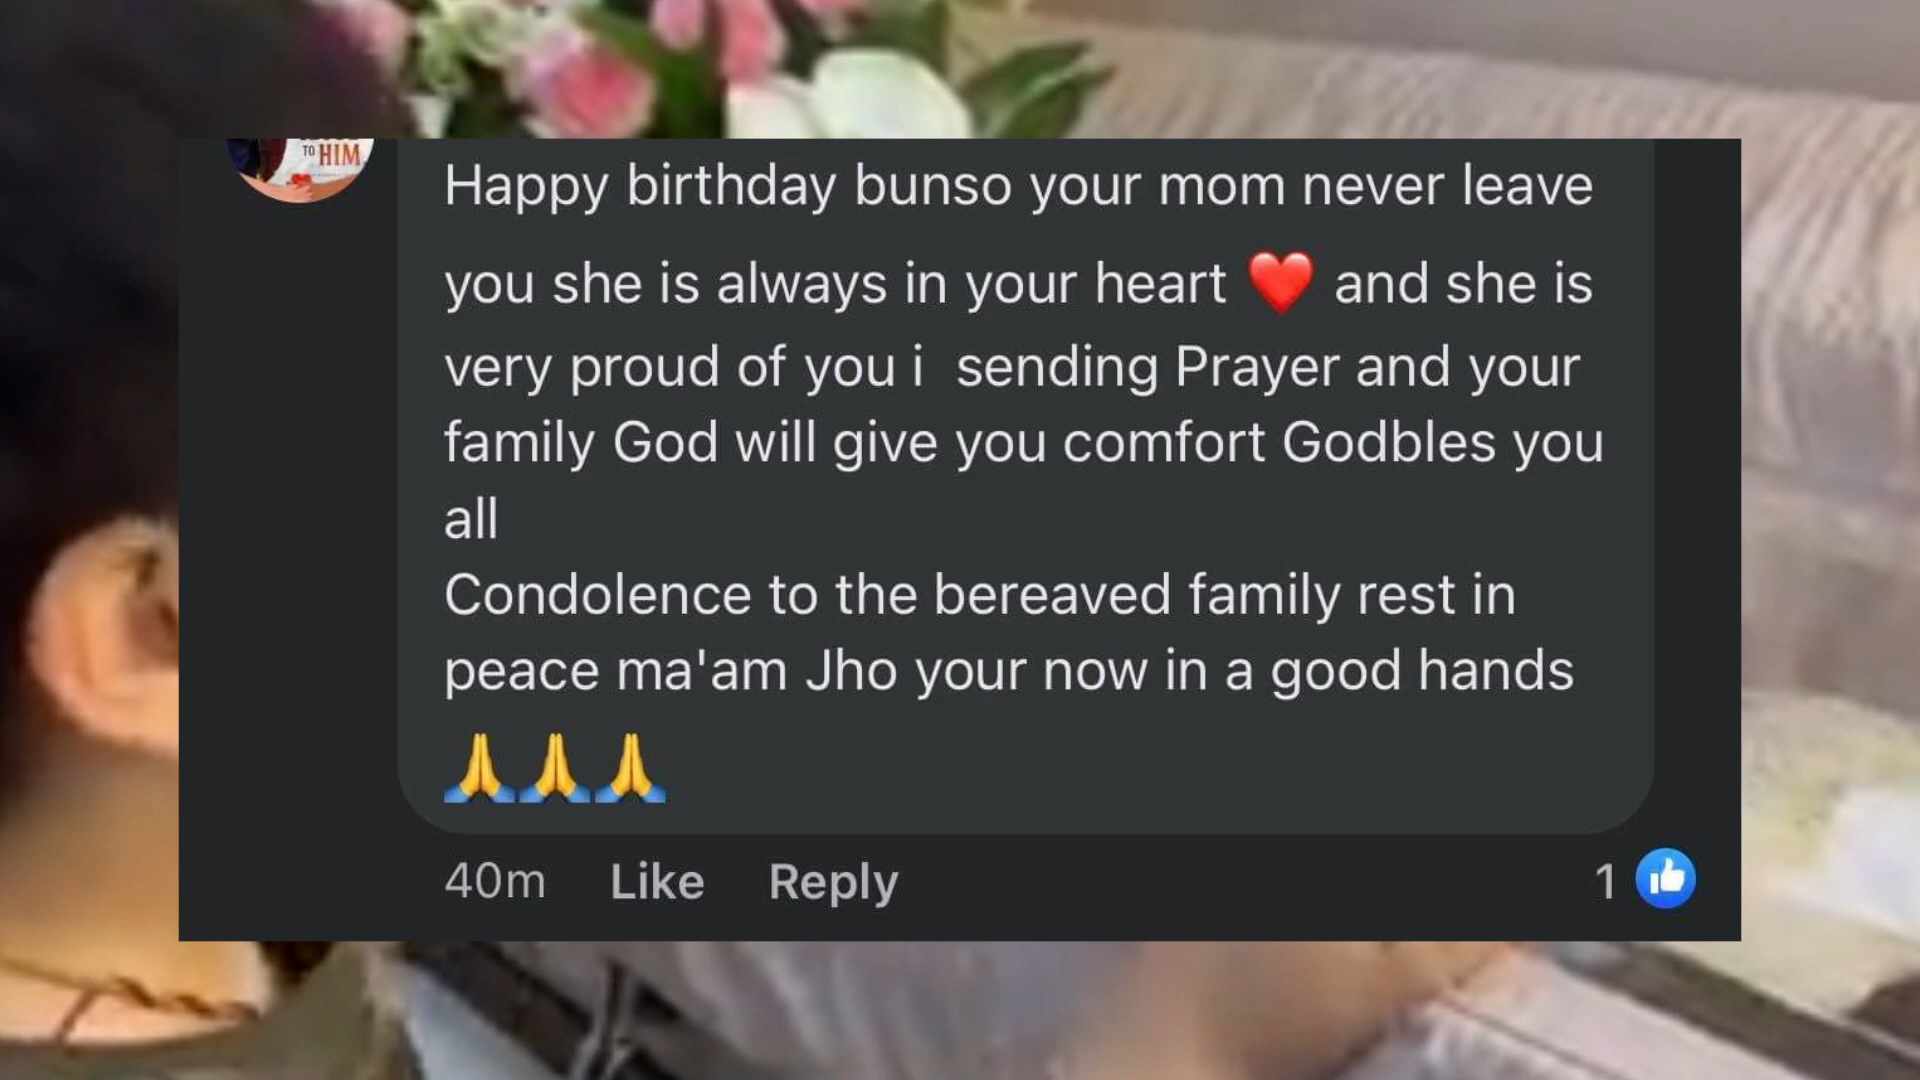 TO HIM
Happy birthday bunso your mom never leave
you she is always in your heart ❤️ and she is
very proud of you i  sending Prayer and your
family God will give you comfort Godbles you
all
Condolence to the bereaved family rest in
peace ma'am Jho your now in a good hands
🙏🙏🙏
40m Like Reply 1